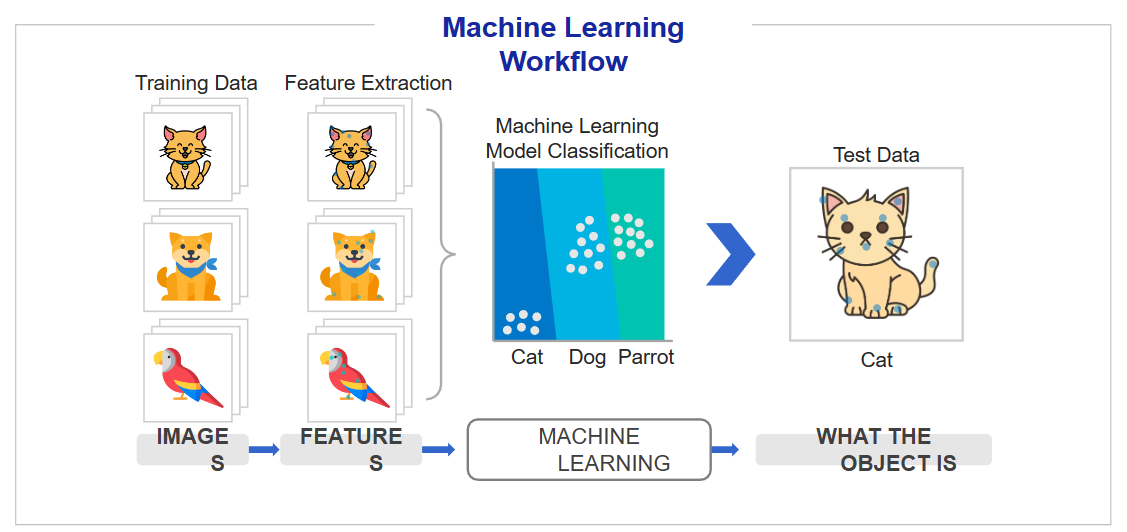 Machine Learning
Workflow
Training Data
Feature Extraction
Machine Learning
Model Classification
Test Data
Cat
Dog
Parrot
Cat
IMAGE
S
FEATURE
S
MACHINE
LEARNING
WHAT THE
OBJECT IS